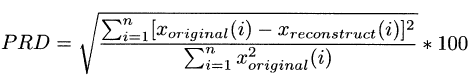 PRD = \sqrt{\frac{\sum_{i=1}^{n}[x_{original}(i) - x_{reconstruct}(i)]^2}{\sum_{i=1}^{n} x_{original}^2(i)}} * 100